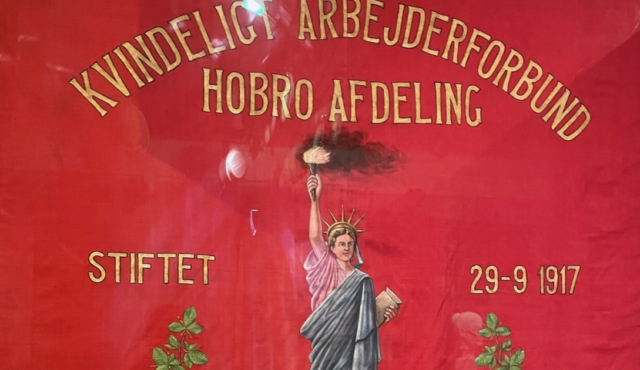 KVINDELIGT ARBEJDERFORBUND
HOBRO AFDELING
STIFTET 29-9 1917